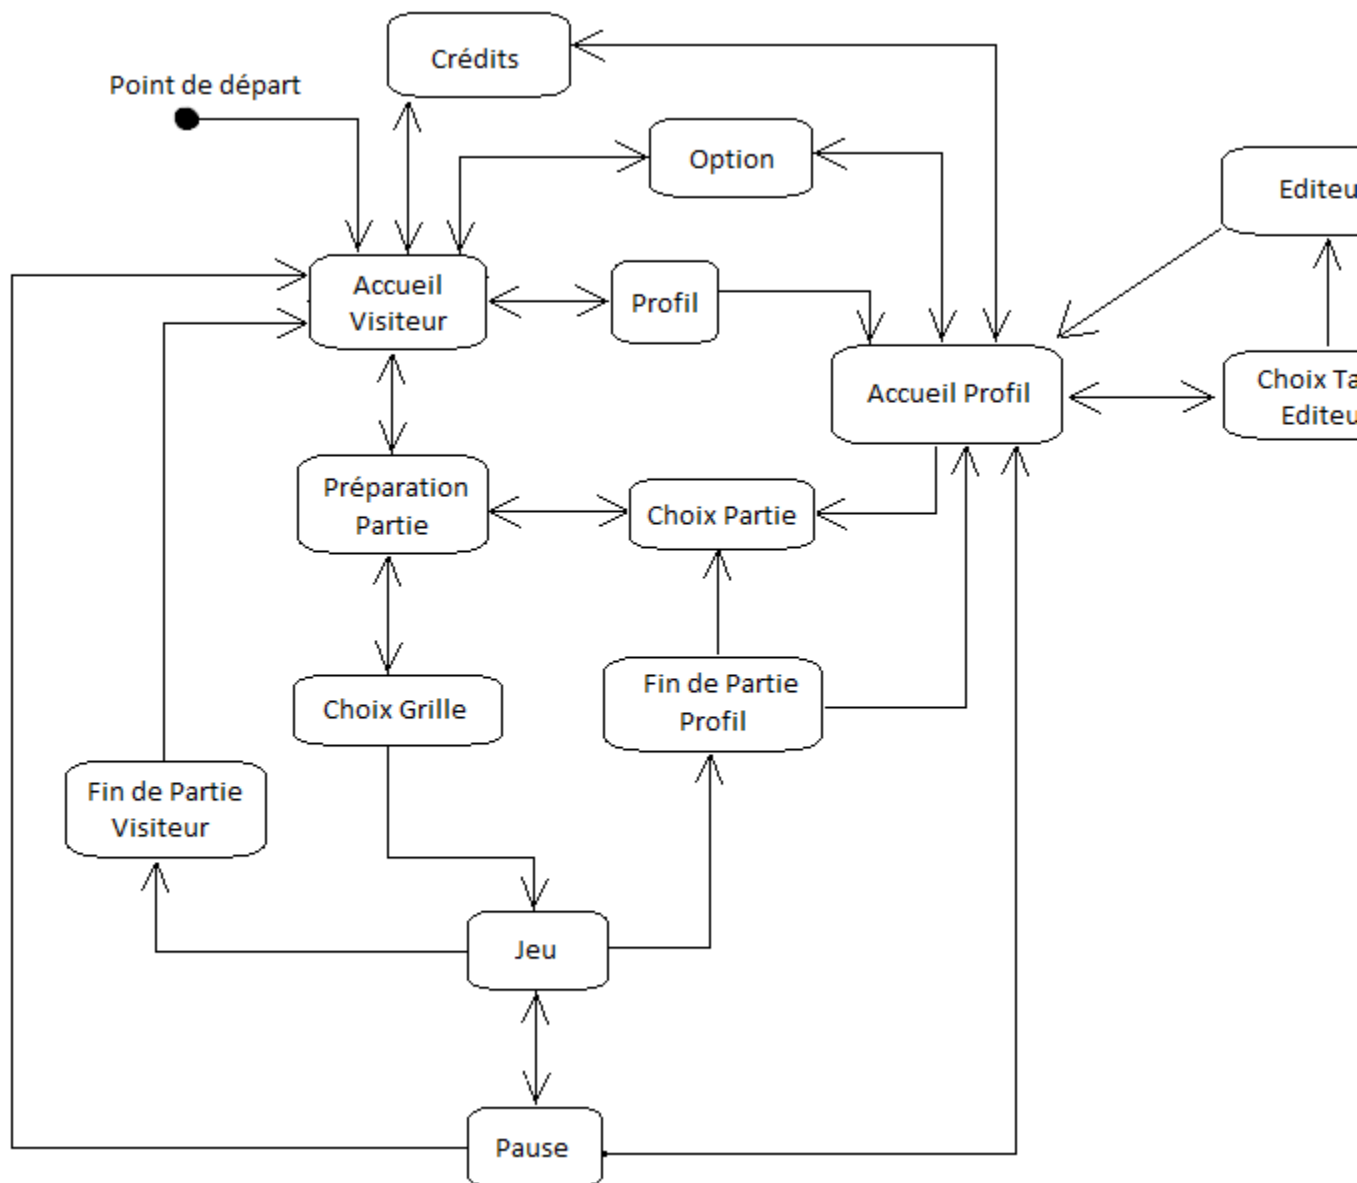 Crédits
Point de départ
Option
Accueil
Visiteur
Profil
Accueil Profil
Choix
Préparation
Partie
Choix Partie
Choix Grille
Fin de Partie
Profil
Fin de Partie
Visiteur
Jeu
Pause